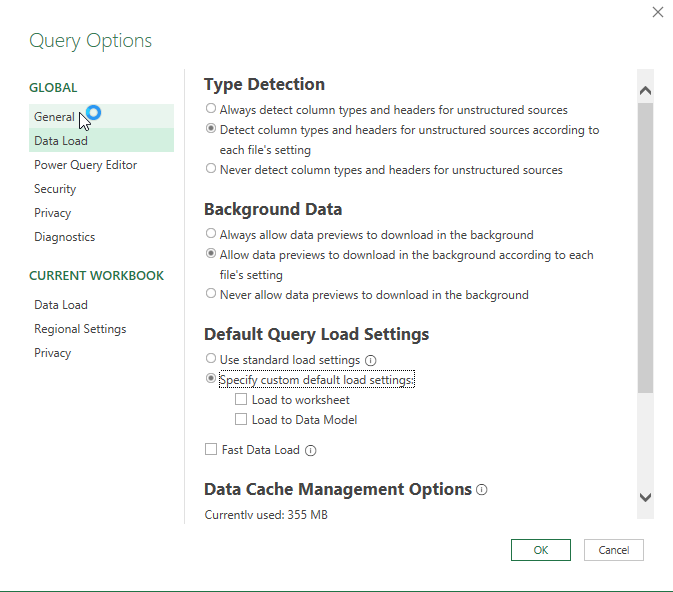 Query Options
GLOBAL
General
Data Load
Power Query Editor
Security
Privacy
Diagnostics
CURRENT WORKBOOK
Data Load
Regional Settings
Privacy
Type Detection
Always detect column types and headers for unstructured sources
Detect column types and headers for unstructured sources according to
each file's setting
Never detect column types and headers for unstructured sources
Background Data
Always allow data previews to download in the background
Allow data previews to download in the background according to each
file's setting
Never allow data previews to download in the background
Default Query Load Settings
Use standard load settings
Specify custom default load settings:
Load to worksheet
Load to Data Model
Fast Data Load
Data Cache Management Options
Currently used: 355 MB
OK
Cancel